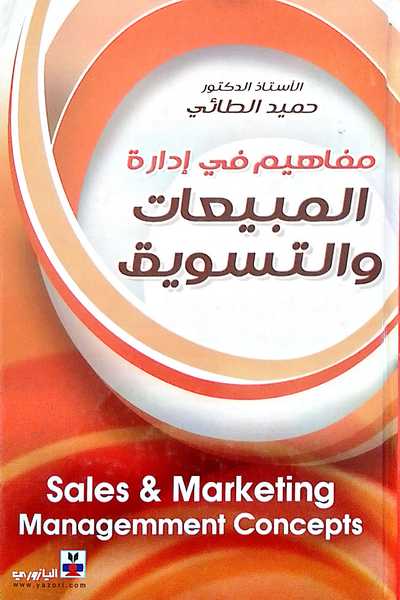 الأستاذ الدكتور
حميد الطائي
مفاهيم في إدارة
المبيعات
والتسويق
Sales & Marketing
Managemment Concepts
اليازوري
www.yazori.com